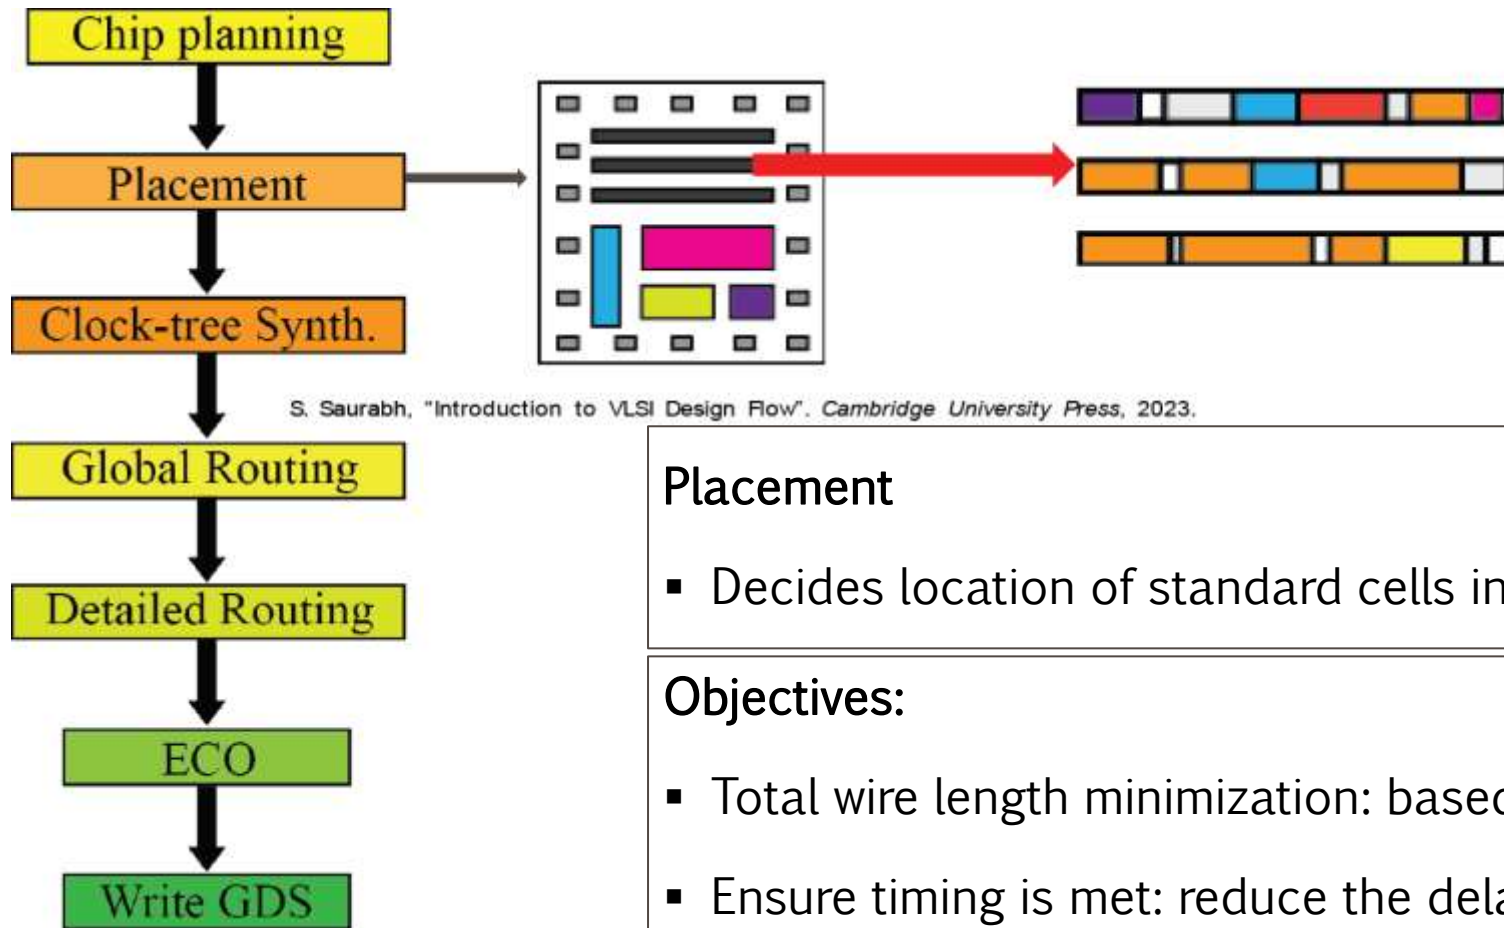 Chip planning
Placement
Clock-tree Synth.
S. Saurabh, "Introduction to VLSI Design Flow". Cambridge University Press, 2023.
Global Routing
Detailed Routing
ECO
Write GDS
Placement
▪ Decides location of standard cells in
Objectives:
▪ Total wire length minimization: based
▪ Ensure timing is met: reduce the dela